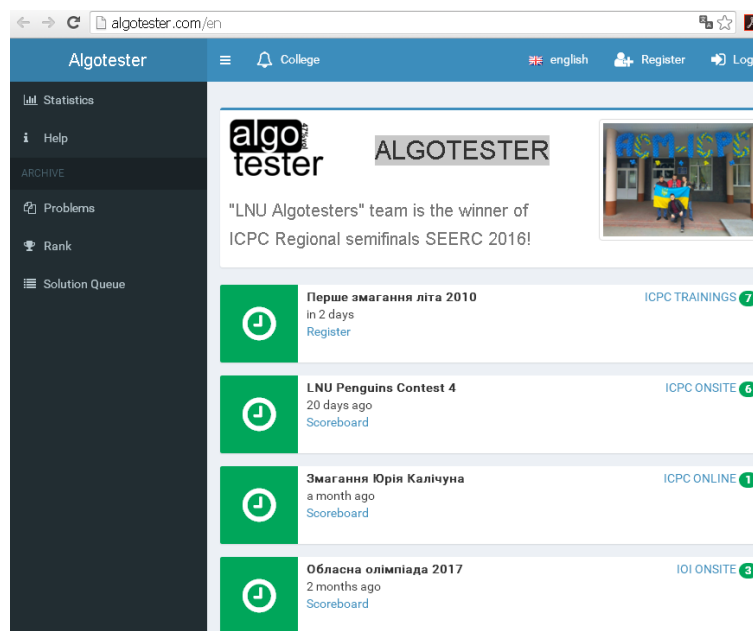 algotester.com/en
Algotester
College
english
Register
Log
Statistics
Help
ARCHIVE
Problems
Rank
Solution Queue
algo
tester
ALGOTESTER
ACM-ICPC
"LNU Algotesters" team is the winner of
ICPC Regional semifinals SEERC 2016!
Перше змагання літа 2010
ICPC TRAININGS 7
in 2 days
Register
LNU Penguins Contest 4
ICPC ONSITE 6
20 days ago
Scoreboard
Змагання Юрія Калічуна
ICPC ONLINE 1
a month ago
Scoreboard
Обласна олімпіада 2017
IOI ONSITE 3
2 months ago
Scoreboard